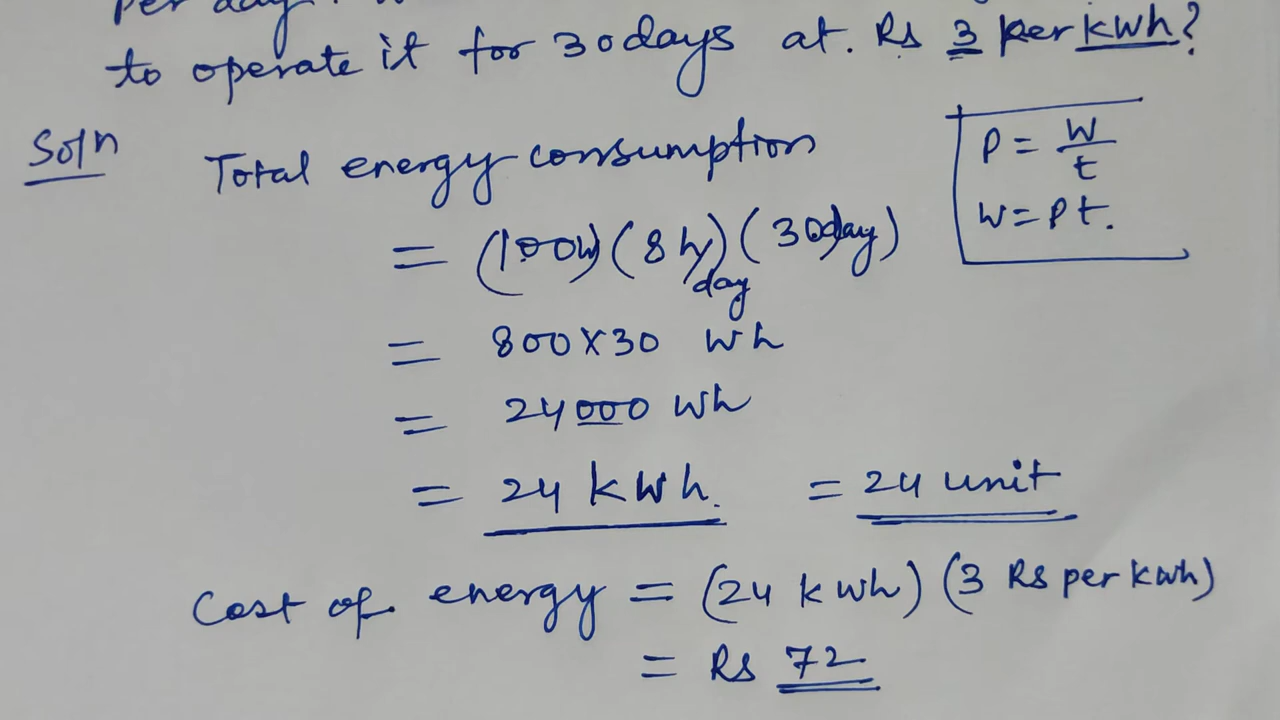 per day
to operate it for 30 days at. Rs 3 per kwh?
Soln
Total energy consumption
P = W/t
W = Pt.
= (100W) (8 h/day) (30day)
= 800 X 30 Wh
= 24000 Wh
= 24 kWh. = 24 unit
Cost of energy = (24 kwh) (3 Rs per kwh)
= Rs 72